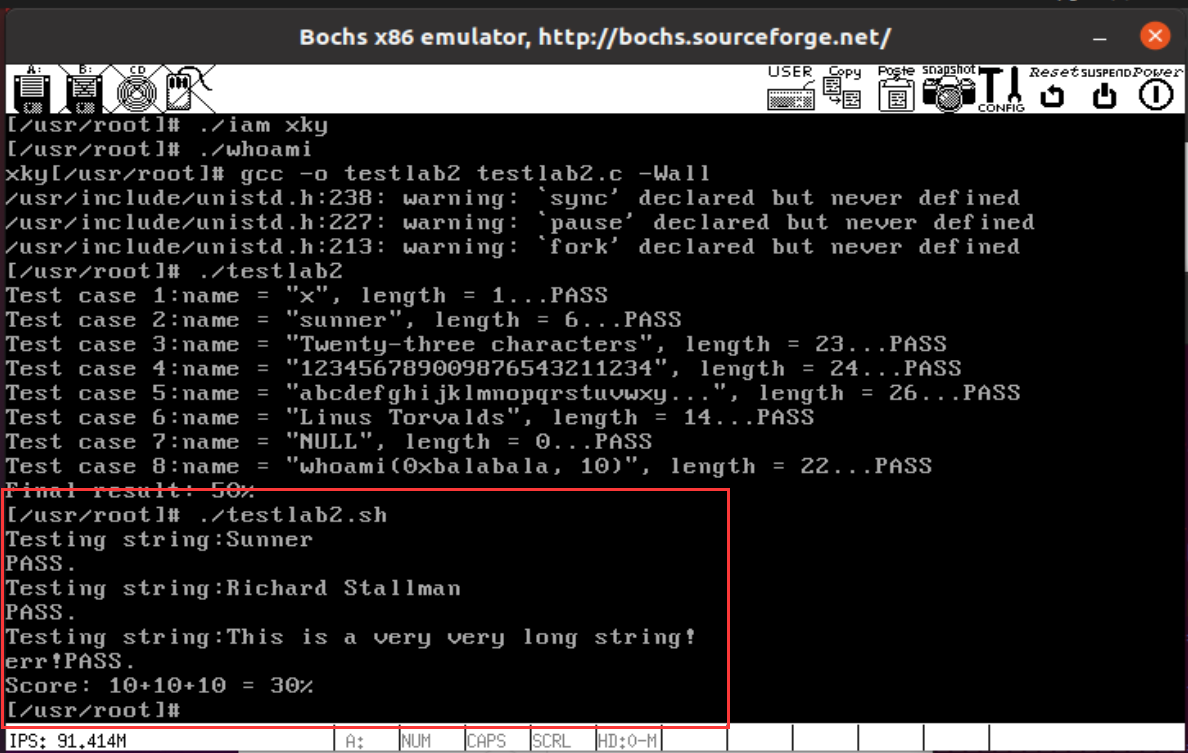 Bochs x86 emulator, http://bochs.sourceforge.net/
A: B: CD USER Copy Paste snapshot CONFIG Reset SUSPEND Power
[/usr/root]# ./iam xky
[/usr/root]# ./whoami
xky[/usr/root]# gcc -o testlab2 testlab2.c -Wall
/usr/include/unistd.h:238: warning: `sync' declared but never defined
/usr/include/unistd.h:227: warning: `pause' declared but never defined
/usr/include/unistd.h:213: warning: `fork' declared but never defined
[/usr/root]# ./testlab2
Test case 1:name = "x", length = 1...PASS
Test case 2:name = "sunner", length = 6...PASS
Test case 3:name = "Twenty-three characters", length = 23...PASS
Test case 4:name = "123456789009876543211234", length = 24...PASS
Test case 5:name = "abcdefghijklmnopqrstuvwxy...", length = 26...PASS
Test case 6:name = "Linus Torvalds", length = 14...PASS
Test case 7:name = "NULL", length = 0...PASS
Test case 8:name = "whoami(0xbalabala, 10)", length = 22...PASS
Final result: 50%
[/usr/root]# ./testlab2.sh
Testing string:Sunner
PASS.
Testing string:Richard Stallman
PASS.
Testing string:This is a very very long string!
err!PASS.
Score: 10+10+10 = 30%
[/usr/root]#
IPS: 91.414M A: NUM CAPS SCRL HD:0-M